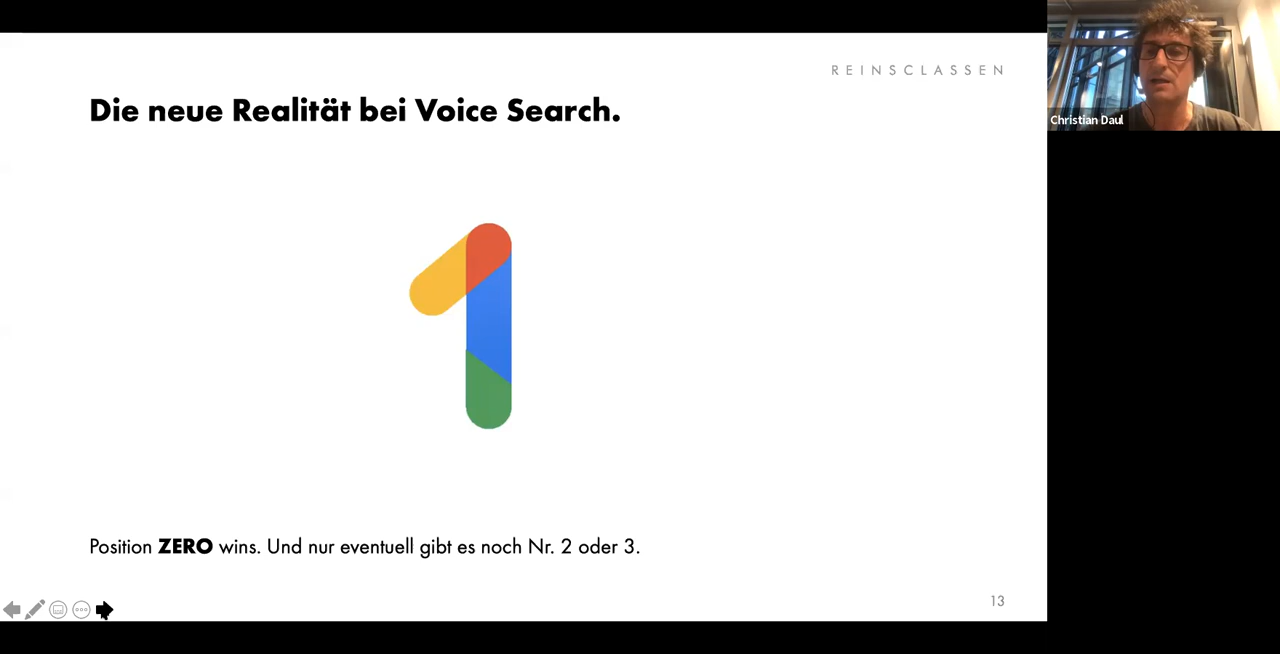 REINSCLASSEN
Die neue Realität bei Voice Search.
1
Position ZERO wins. Und nur eventuell gibt es noch Nr. 2 oder 3.
13
Christian Daul